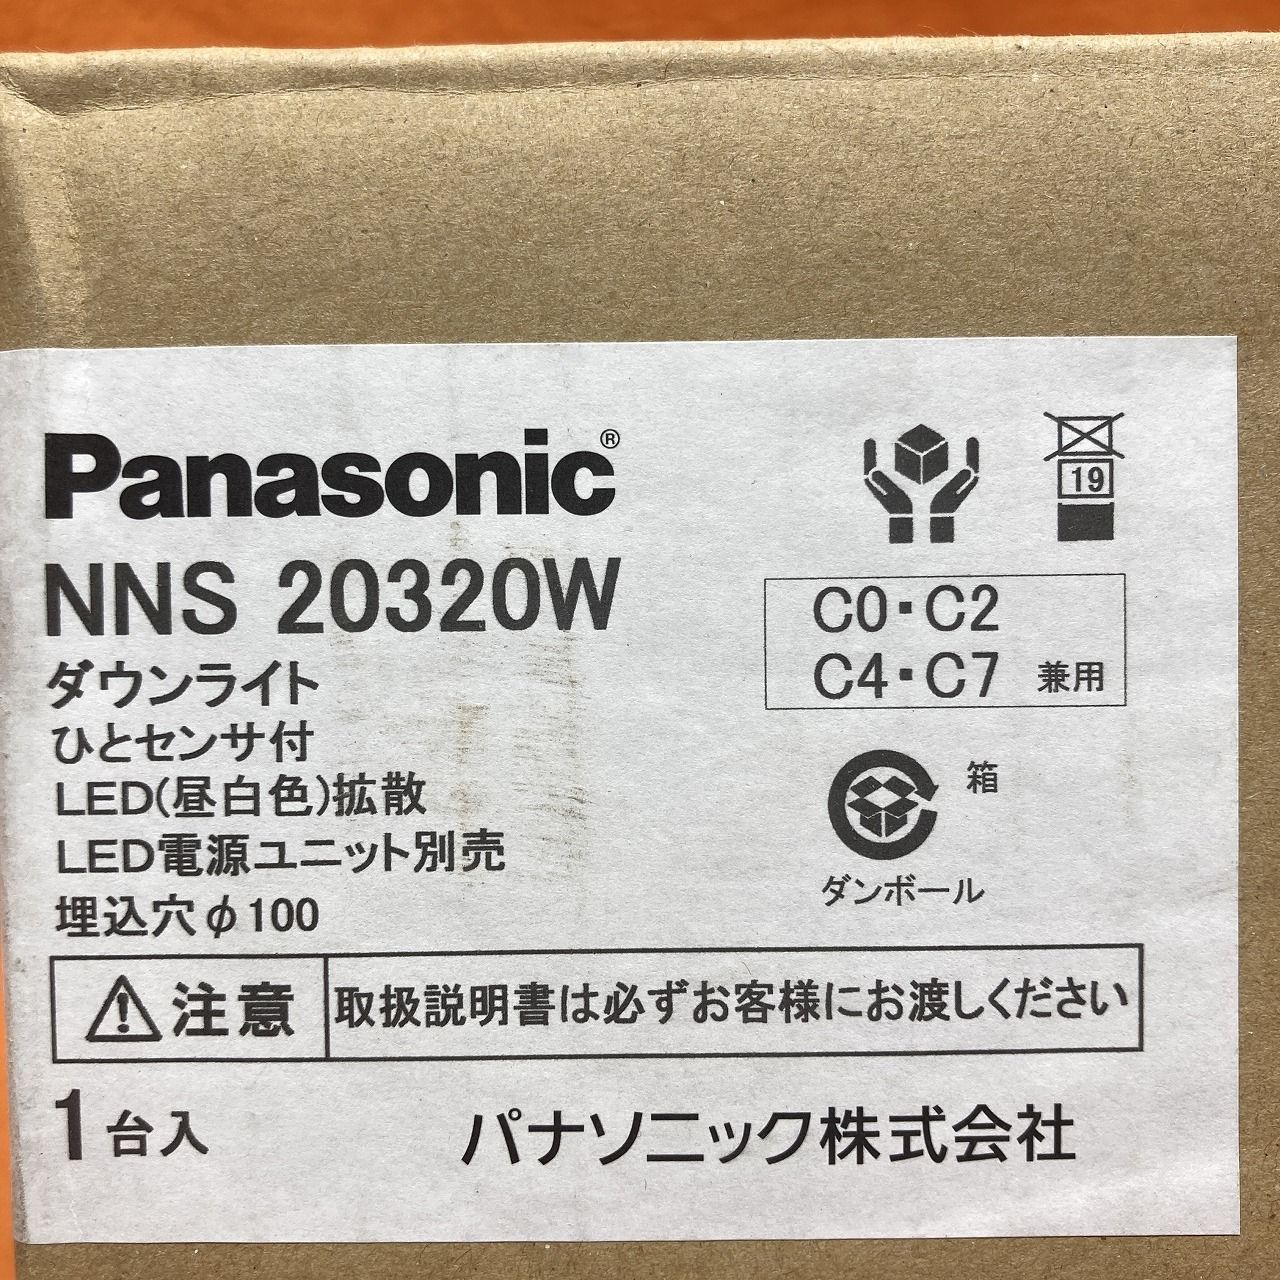 Panasonic®
NNS 20320W
ダウンライト
ひとセンサ付
LED(昼白色)拡散
LED電源ユニット別売
埋込穴φ100
19
C0・C2
C4・C7 兼用
箱
ダンボール
注意 取扱説明書は必ずお客様にお渡しください
1台入
パナソニック株式会社